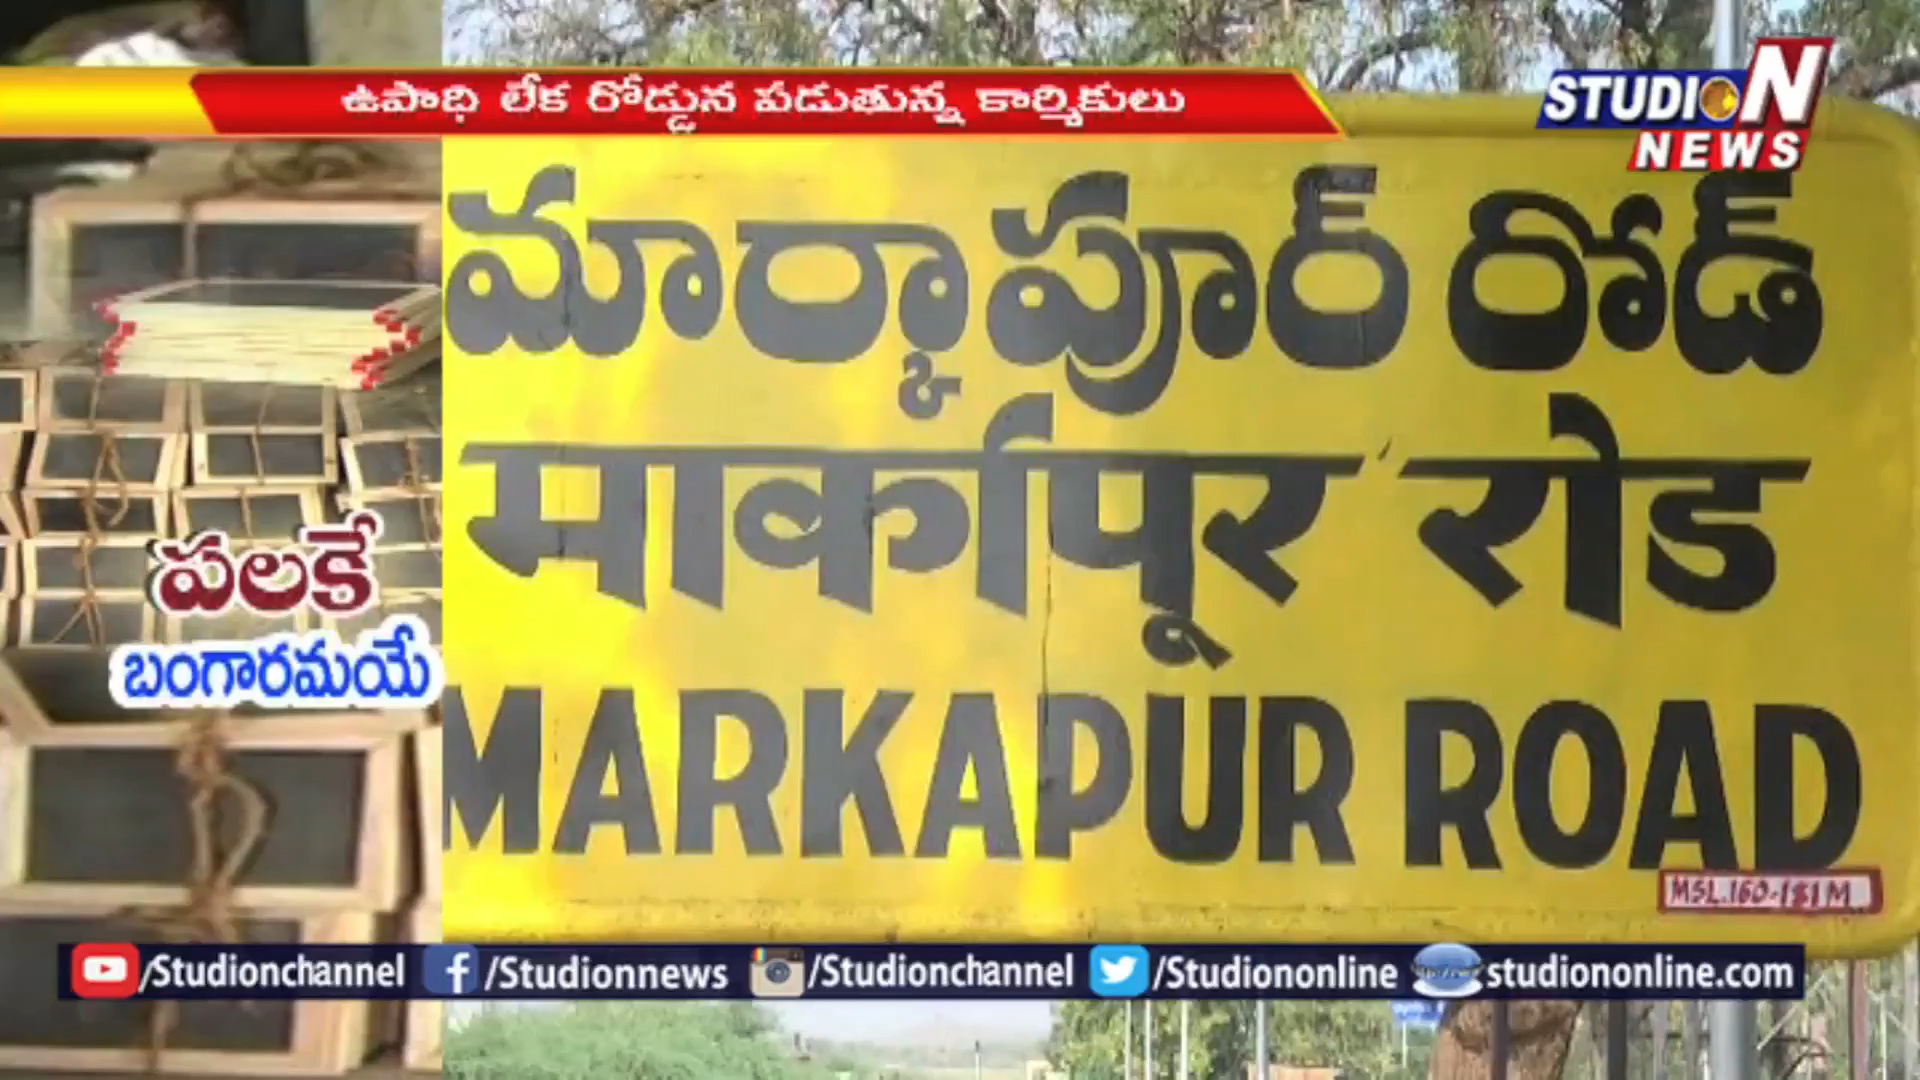 ఉపాధి లేక రోడ్డున పడుతున్న కార్మికులు
STUDIO N
NEWS
మార్కాపూర్ రోడ్
मार्कापूर रोड
MARKAPUR ROAD
MSL.160-181M
పలకే
బంగారమయే
/Studionchannel /Studionnews /Studionchannel /Studiononline studiononline.com